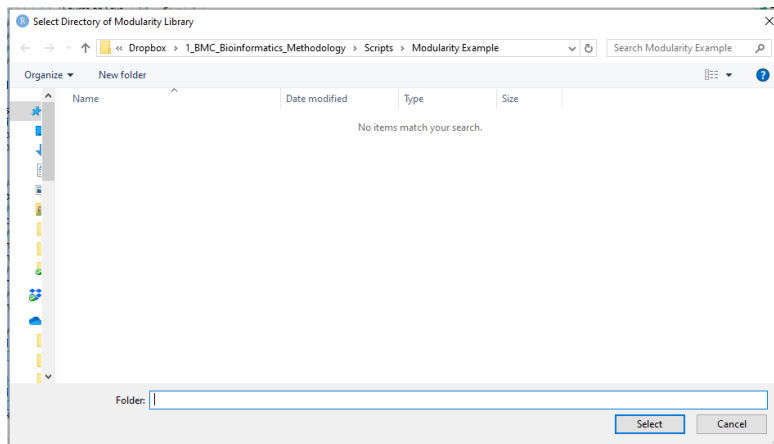 Select Directory of Modularity Library
« Dropbox > 1_BMC_Bioinformatics_Methodology > Scripts > Modularity Example
Search Modularity Example
Organize
New folder
Name
Date modified
Type
Size
No items match your search.
Folder:
Select
Cancel